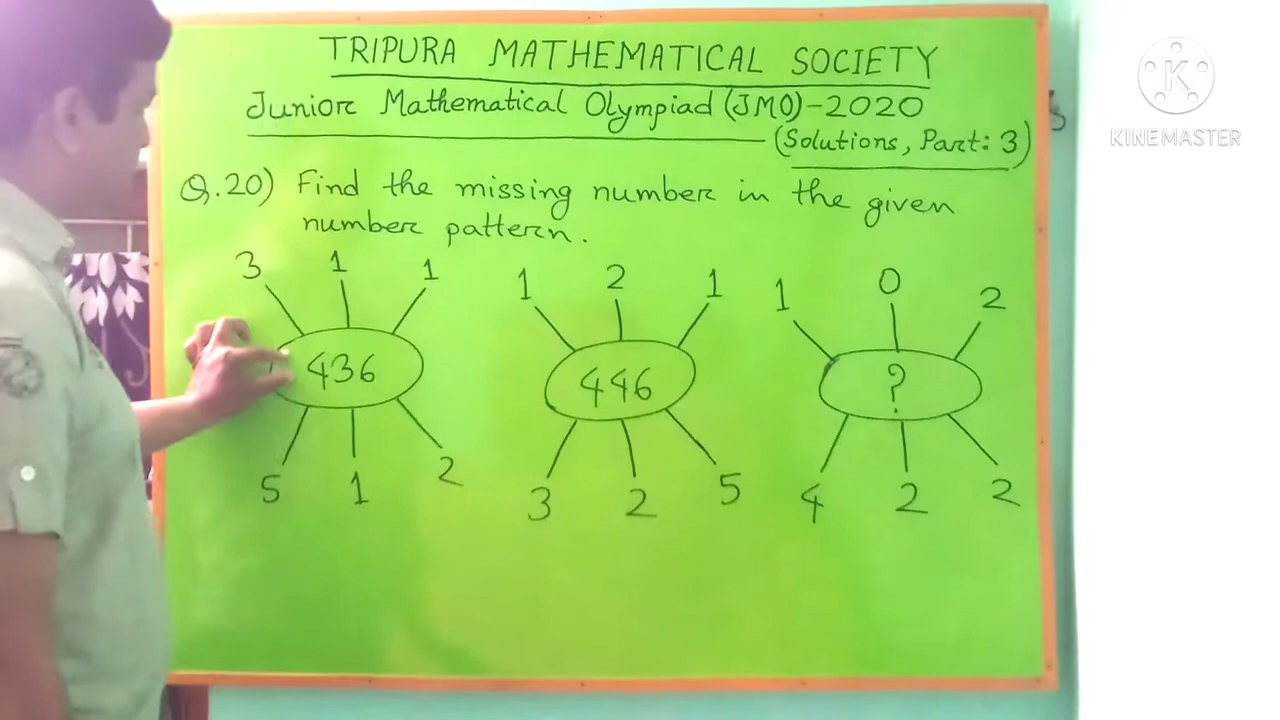 TRIPURA MATHEMATICAL SOCIETY
Junior Mathematical Olympiad (JMO)-2020
(Solutions, Part: 3)
Q.20) Find the missing number in the given
number pattern.
3 1 1
436
5 1 2
1 2 1
446
3 2 5
1 0 2
?
4 2 2
K
KINEMASTER